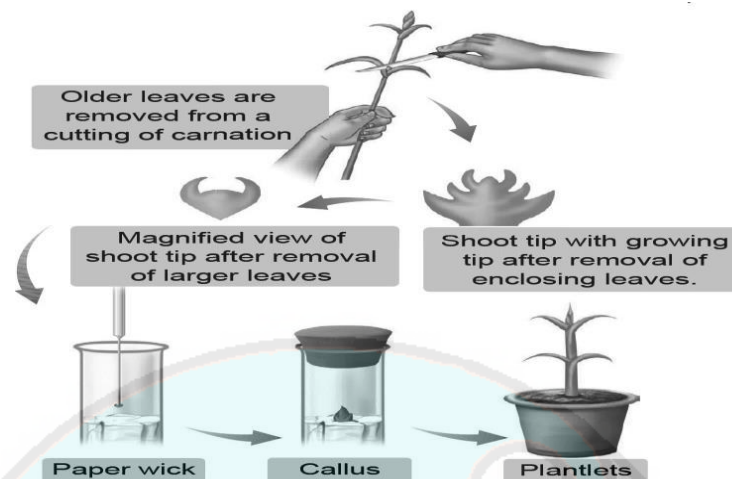 Older leaves are
removed from a
cutting of carnation
Magnified view of
shoot tip after removal
of larger leaves
Shoot tip with growing
tip after removal of
enclosing leaves.
Paper wick
Callus
Plantlets